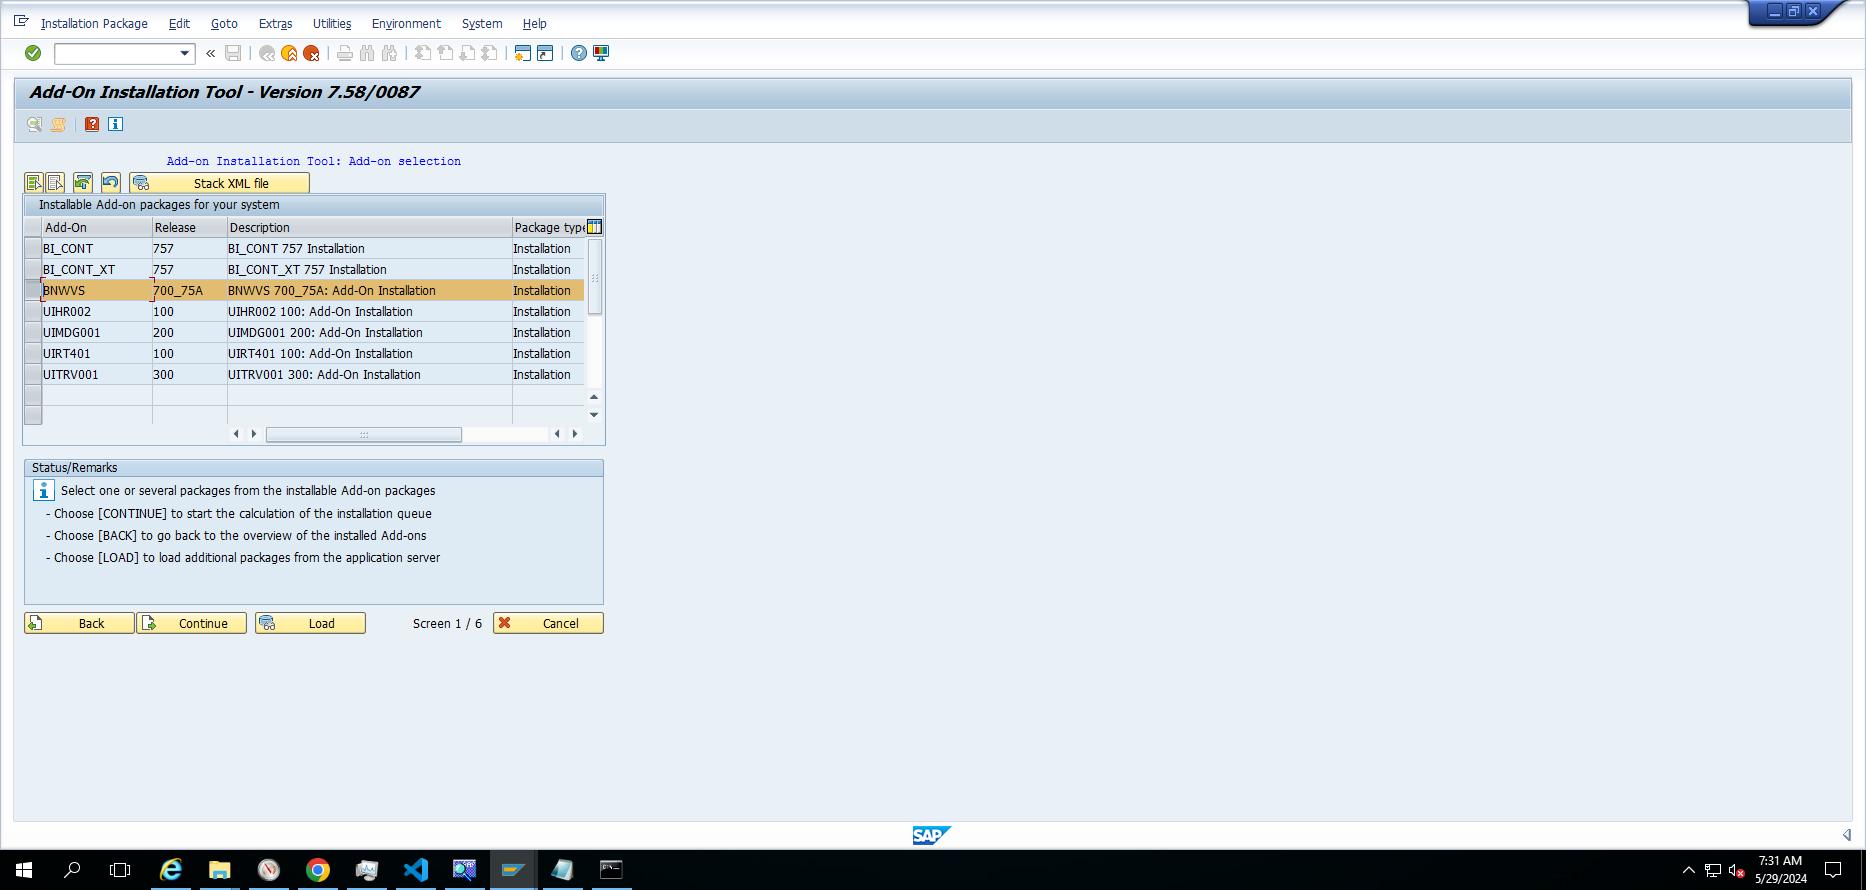 Installation Package Edit Goto Extras Utilities Environment System Help
Add-On Installation Tool - Version 7.58/0087
Add-on Installation Tool: Add-on selection
Stack XML file
Installable Add-on packages for your system
Add-On Release Description Package type
BI_CONT 757 BI_CONT 757 Installation Installation
BI_CONT_XT 757 BI_CONT_XT 757 Installation Installation
BNWVS 700_75A BNWVS 700_75A: Add-On Installation Installation
UIHR002 100 UIHR002 100: Add-On Installation Installation
UIMDG001 200 UIMDG001 200: Add-On Installation Installation
UIRT401 100 UIRT401 100: Add-On Installation Installation
UITRV001 300 UITRV001 300: Add-On Installation Installation
Status/Remarks
Select one or several packages from the installable Add-on packages
- Choose [CONTINUE] to start the calculation of the installation queue
- Choose [BACK] to go back to the overview of the installed Add-ons
- Choose [LOAD] to load additional packages from the application server
Back Continue Load Screen 1 / 6 Cancel
SAP
7:31 AM
5/29/2024